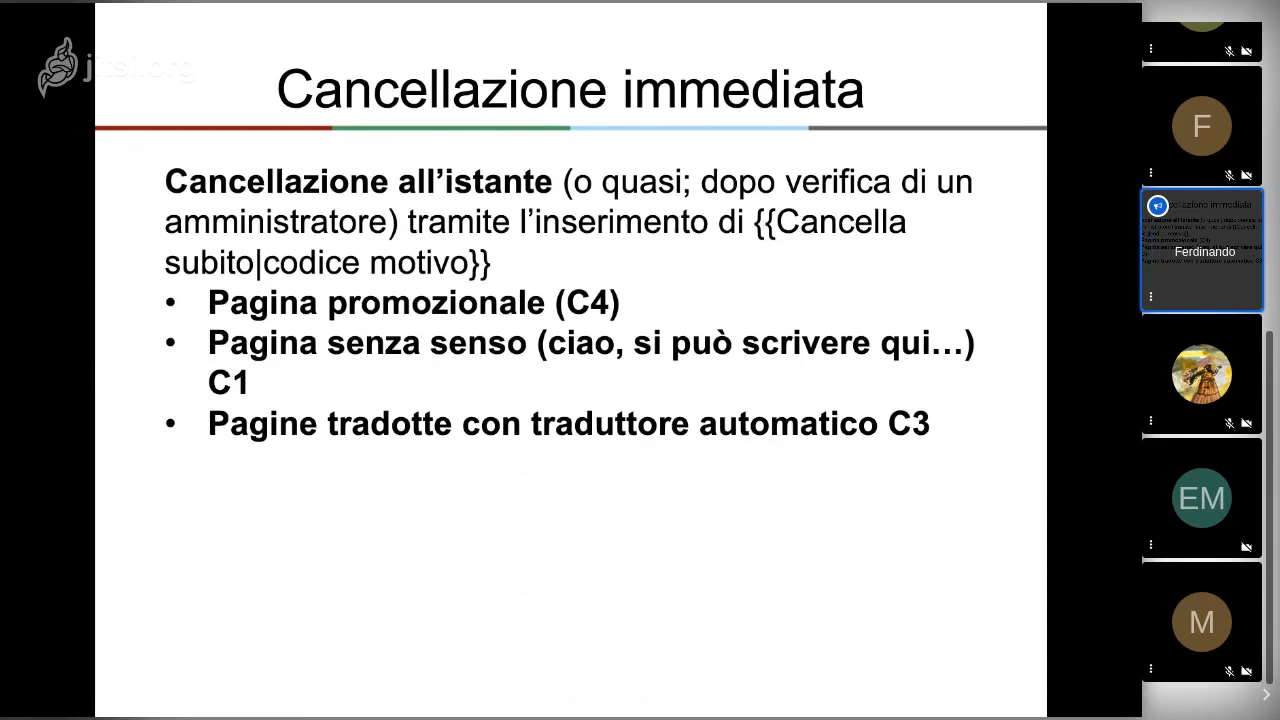 jitsi.org
Cancellazione immediata
Cancellazione all’istante (o quasi; dopo verifica di un
amministratore) tramite l’inserimento di {{Cancella
subito|codice motivo}}
• Pagina promozionale (C4)
• Pagina senza senso (ciao, si può scrivere qui…)
C1
• Pagine tradotte con traduttore automatico C3
F
Ferdinando
EM
M